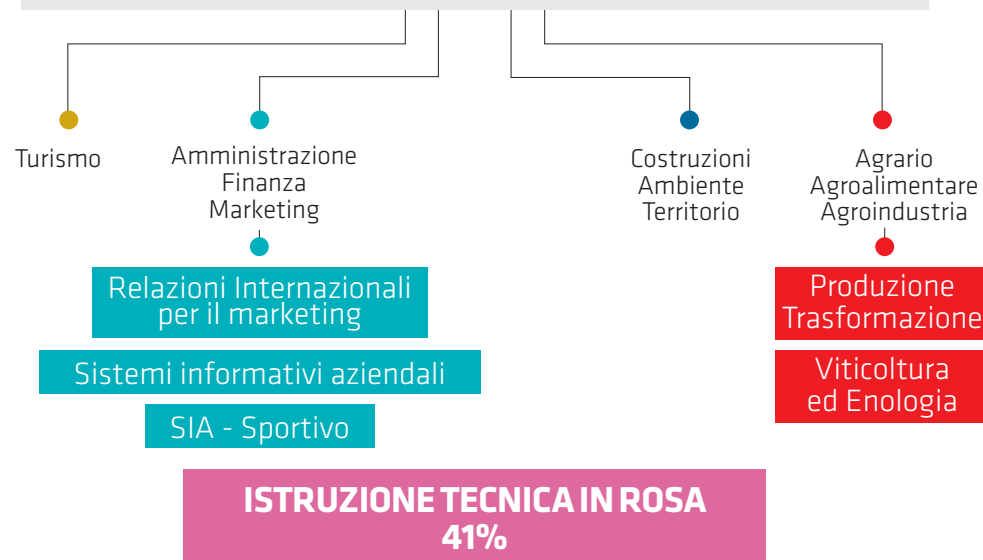 Turismo
Amministrazione
Finanza
Marketing
Costruzioni
Ambiente
Territorio
Agrario
Agroalimentare
Agroindustria
Relazioni Internazionali
per il marketing
Sistemi informativi aziendali
SIA - Sportivo
Produzione
Trasformazione
Viticoltura
ed Enologia
ISTRUZIONE TECNICA IN ROSA
41%